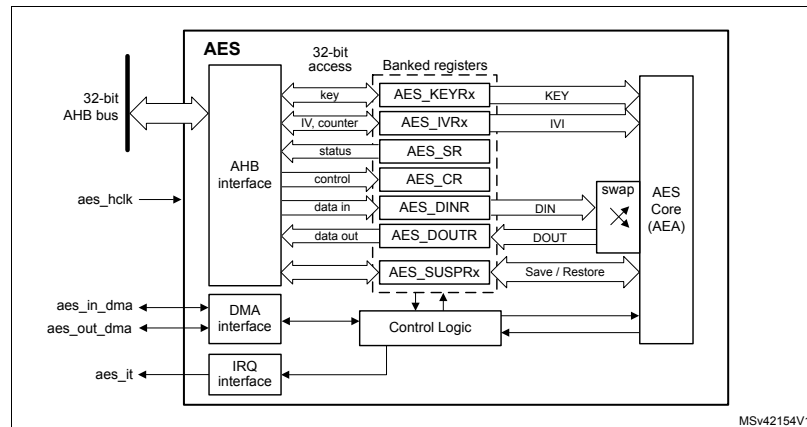 AES
32-bit
access
Banked registers
32-bit
AHB bus
AHB
interface
key
AES_KEYRx
KEY
IV, counter
AES_IVRx
IVI
status
AES_SR
control
AES_CR
aes_hclk
data in
AES_DINR
DIN
swap
AES
Core
(AEA)
data out
AES_DOUTR
DOUT
AES_SUSPRx
Save / Restore
aes_in_dma
aes_out_dma
DMA
interface
Control Logic
aes_it
IRQ
interface
MSv42154V1